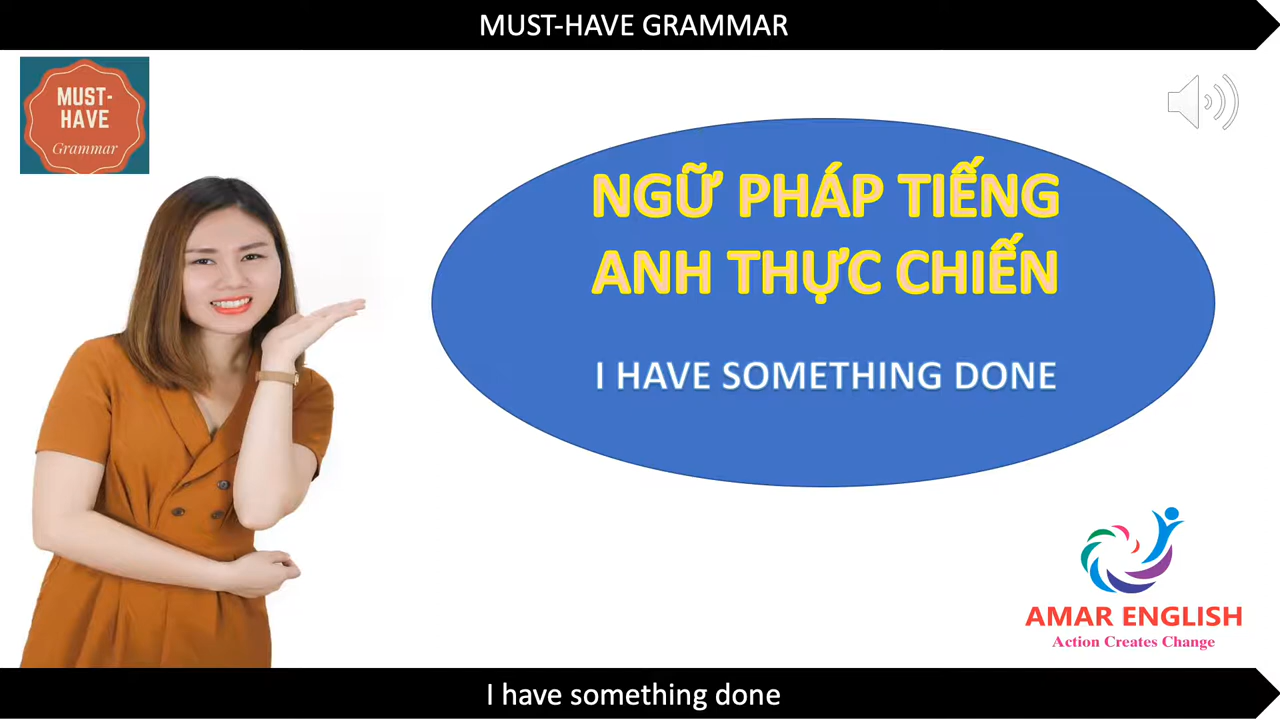 MUST-HAVE GRAMMAR
MUST-
HAVE
Grammar
NGỮ PHÁP TIẾNG
ANH THỰC CHIẾN
I HAVE SOMETHING DONE
AMAR ENGLISH
Action Creates Change
I have something done